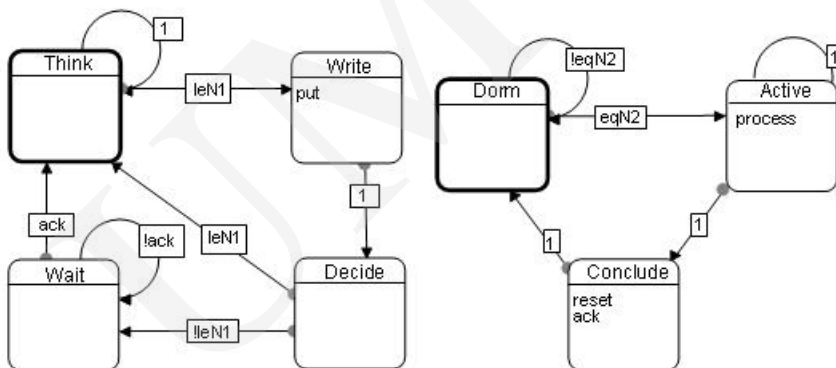 1
Think
leN1
Write
put
1
ack
!ack
leN1
Wait
!leN1
Decide
!eqN2
Dorm
eqN2
1
Active
process
1
1
Conclude
reset
ack